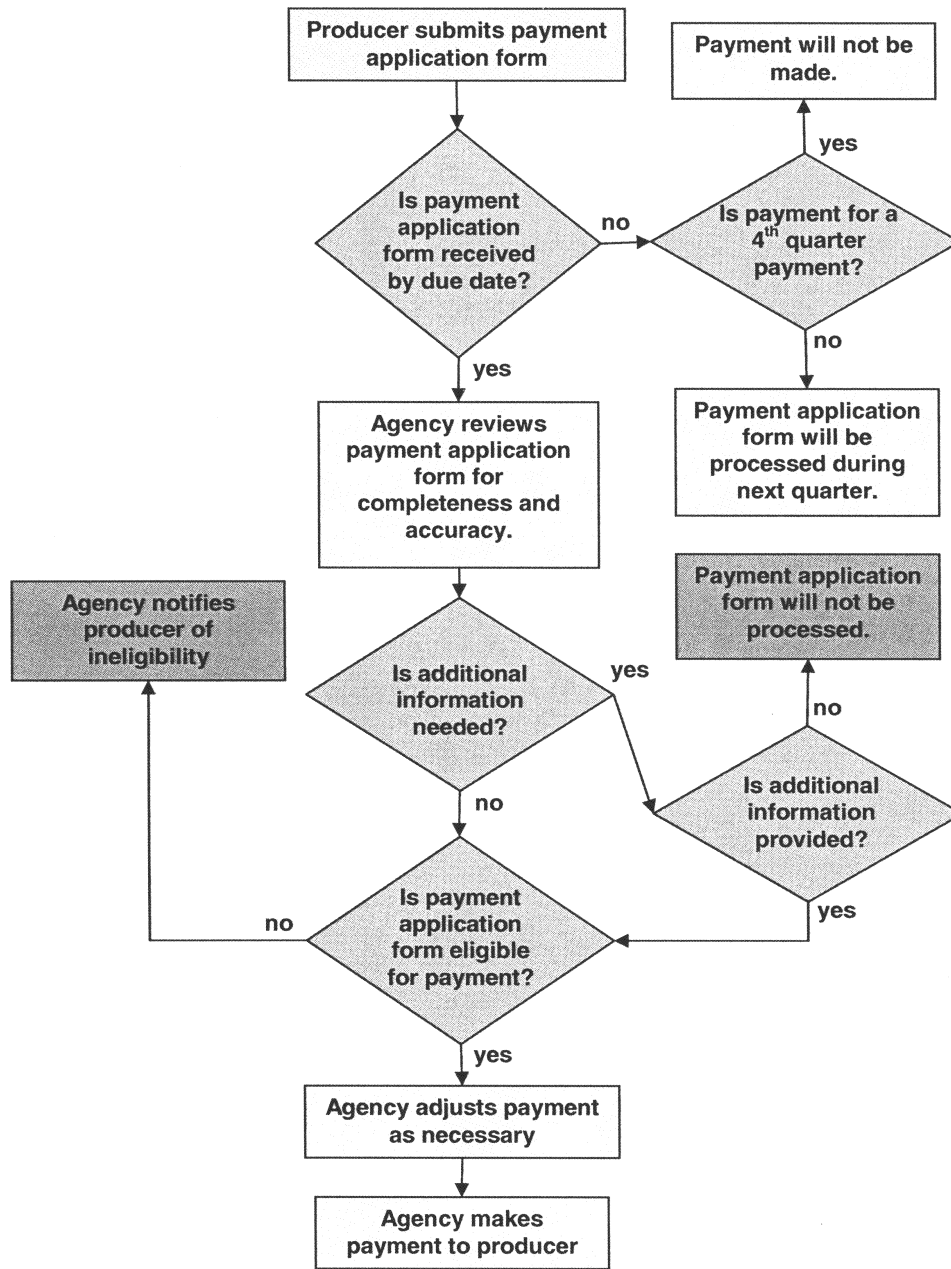 Producer submits payment
application form
Payment will not be
made.
yes
Is payment
application
form received
by due date?
no
Is payment for a
4th quarter
payment?
no
yes
Agency reviews
payment application
form for
completeness and
accuracy.
Payment application
form will be
processed during
next quarter.
Agency notifies
producer of
ineligibility
Payment application
form will not be
processed.
Is additional
information
needed?
yes
no
Is additional
information
provided?
no
yes
Is payment
application
form eligible
for payment?
no
yes
Agency adjusts payment
as necessary
Agency makes
payment to producer